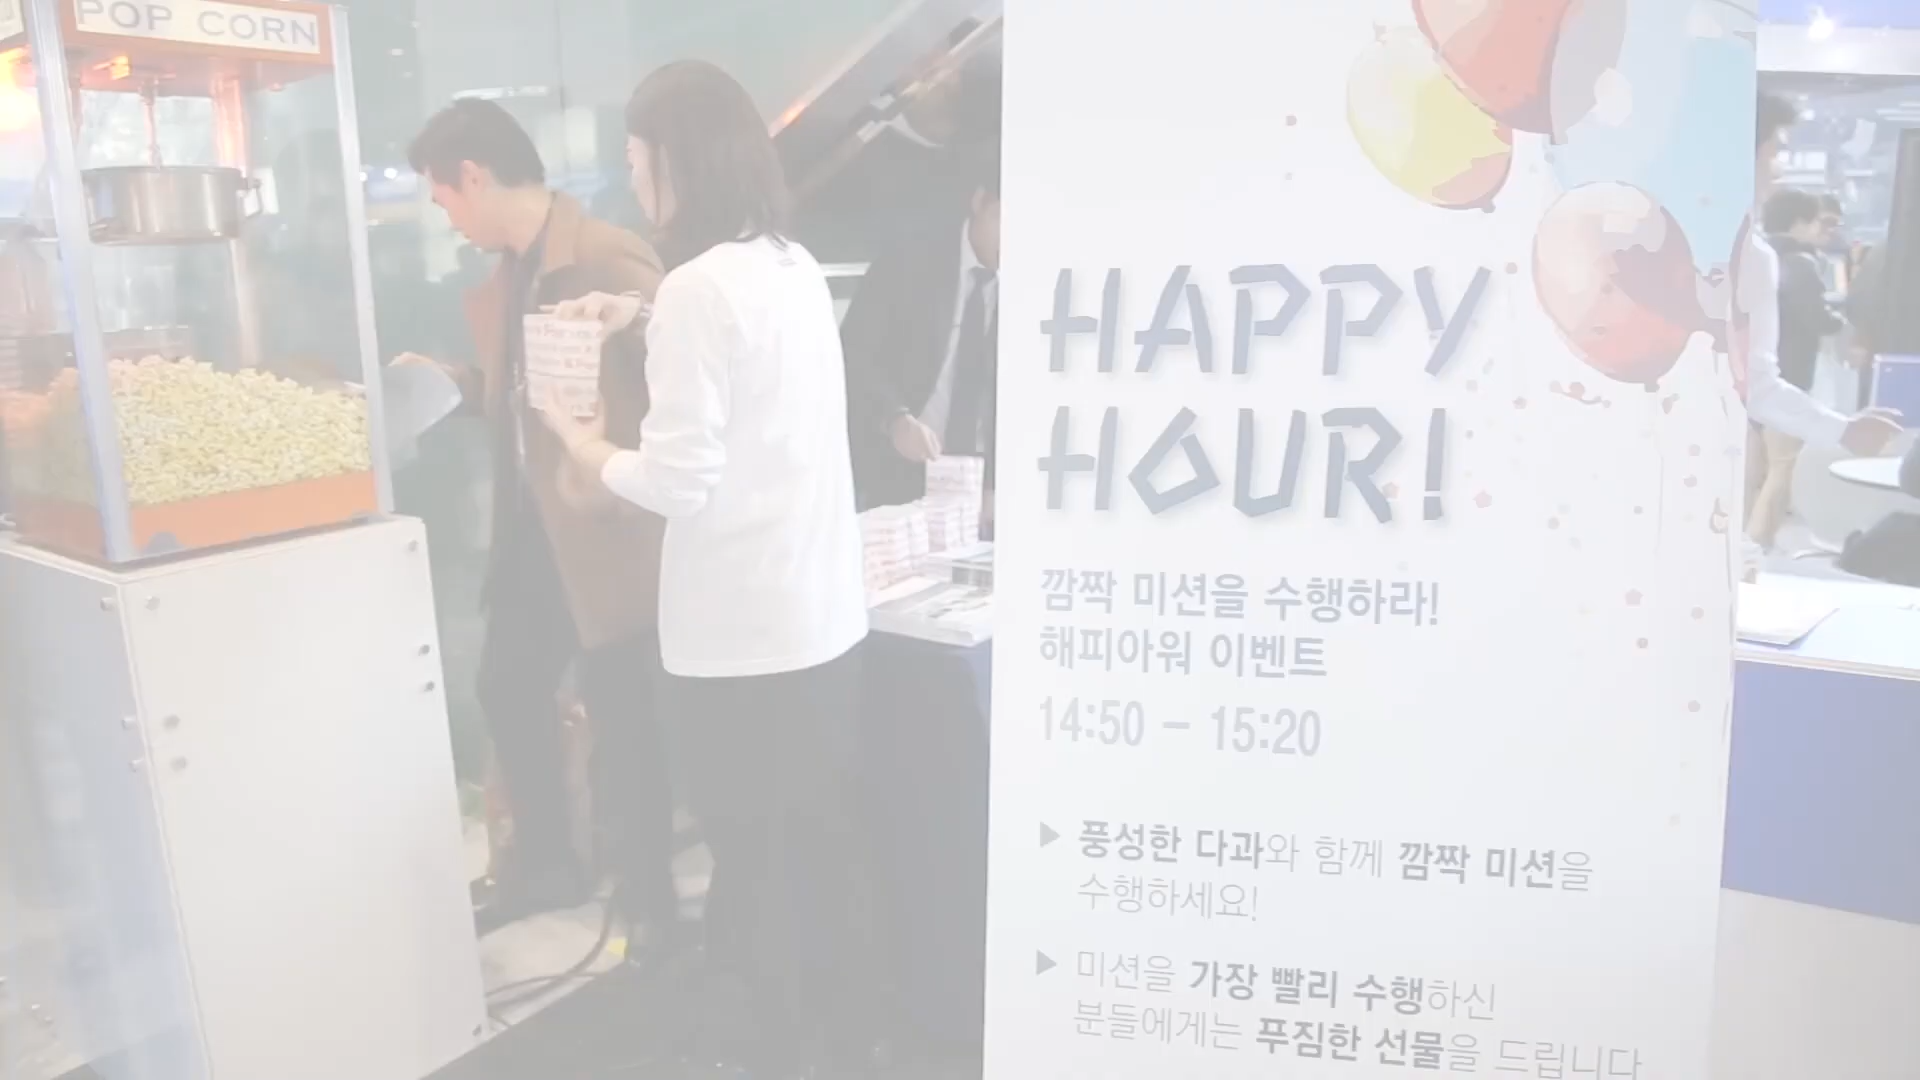 POP CORN
HAPPY
HOUR!
깜짝 미션을 수행하라!
해피아워 이벤트
14:50 - 15:20
▶ 풍성한 다과와 함께 깜짝 미션을
수행하세요!
▶ 미션을 가장 빨리 수행하신
분들에게는 푸짐한 선물을 드립니다